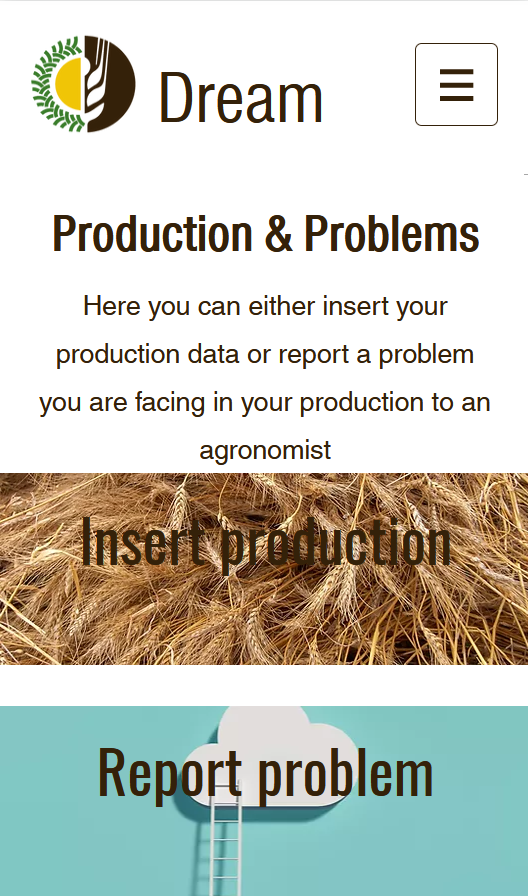 Dream
Production & Problems
Here you can either insert your
production data or report a problem
you are facing in your production to an
agronomist
Insert production
Report problem